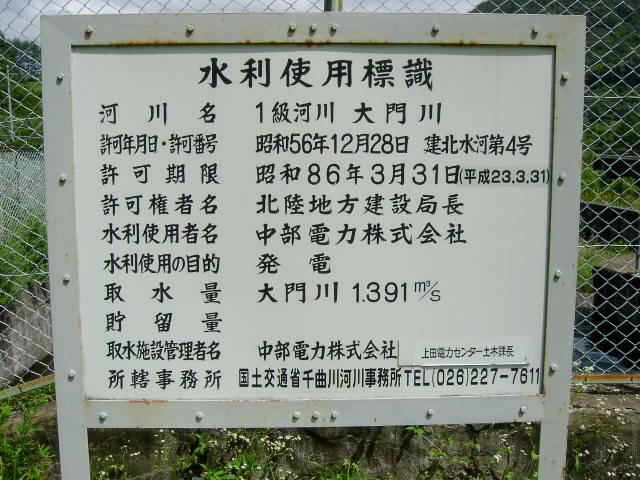 水利使用標識
河川名 1級河川 大門川
許可年月日・許可番号 昭和56年12月28日 建北水河第4号
許可期限 昭和86年3月31日(平成23.3.31)
許可権者名 北陸地方建設局長
水利使用者名 中部電力株式会社
水利使用の目的 発電
取水量 大門川 1.391 m³/S
貯留量
取水施設管理者名 中部電力株式会社 上田電力センター土木課長
所轄事務所 国土交通省千曲川河川事務所 TEL(026)227-7611